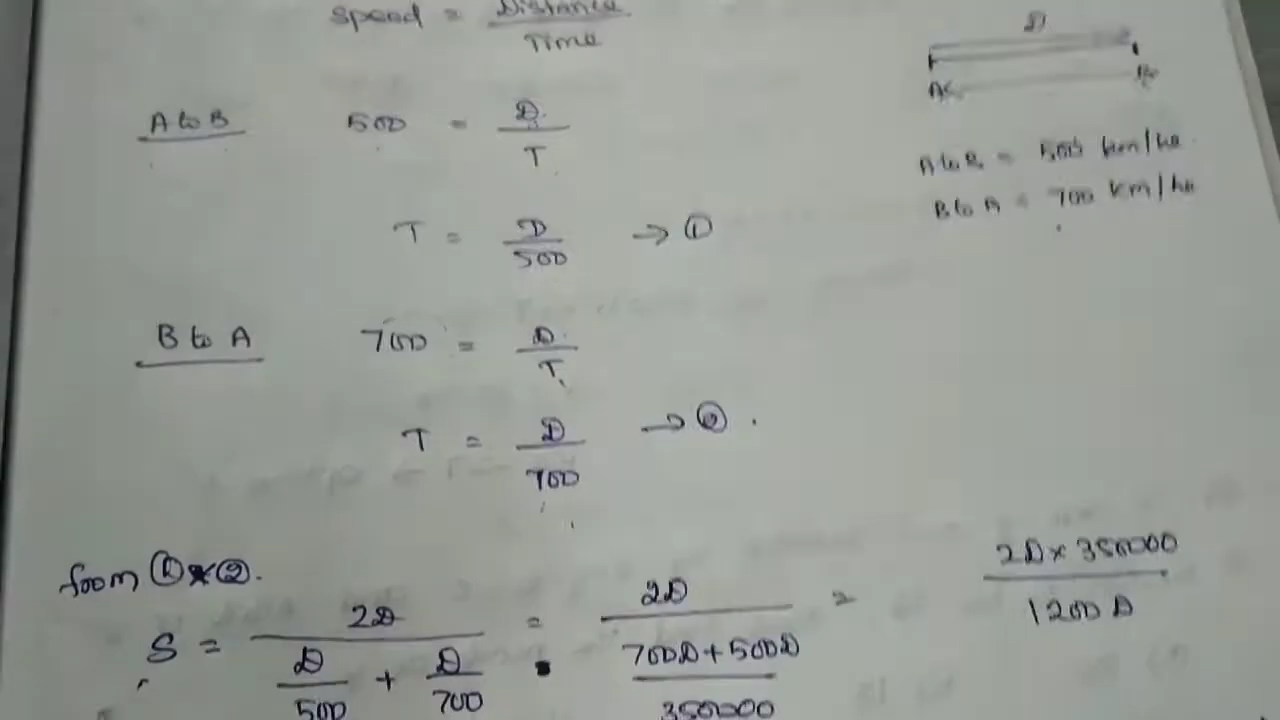 Speed = Distance / Time
D
A B
A to B 500 = D / T
A to B = 500 km/hr
B to A = 700 km/hr
T = D / 500 → ①
B to A 700 = D / T
T = D / 700 → ②.
from ① × ②.
S = 2D / (D/500 + D/700) = 2D / ((700D + 500D) / 350000) = 2D × 350000 / 1200 D